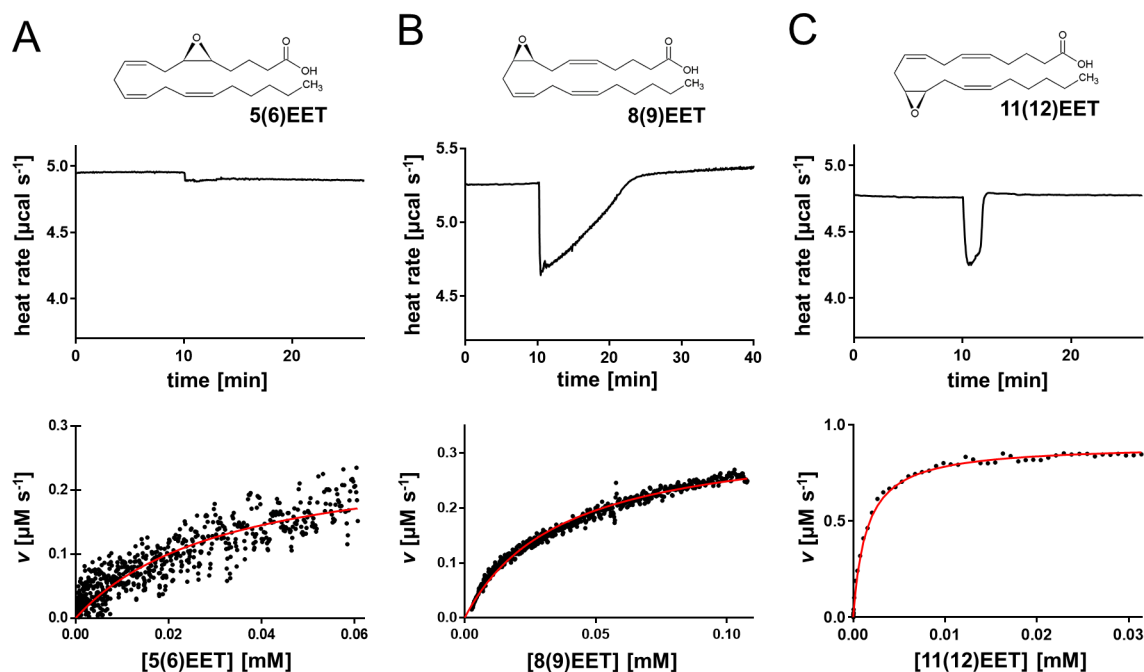 A
O
O
OH
CH3
5(6)EET
heat rate [µcal s-1]
5.0
4.5
4.0
0
10
20
time [min]
v [µM s-1]
0.3
0.2
0.1
0.0
0.00
0.02
0.04
0.06
[5(6)EET] [mM]
B
O
O
OH
CH3
8(9)EET
heat rate [µcal s-1]
5.5
5.0
4.5
0
10
20
30
40
time [min]
v [µM s-1]
0.3
0.2
0.1
0.0
0.00
0.05
0.10
[8(9)EET] [mM]
C
O
OH
CH3
O
11(12)EET
heat rate [µcal s-1]
5.0
4.5
4.0
0
10
20
time [min]
v [µM s-1]
1.0
0.5
0.0
0.00
0.01
0.02
0.03
[11(12)EET] [mM]